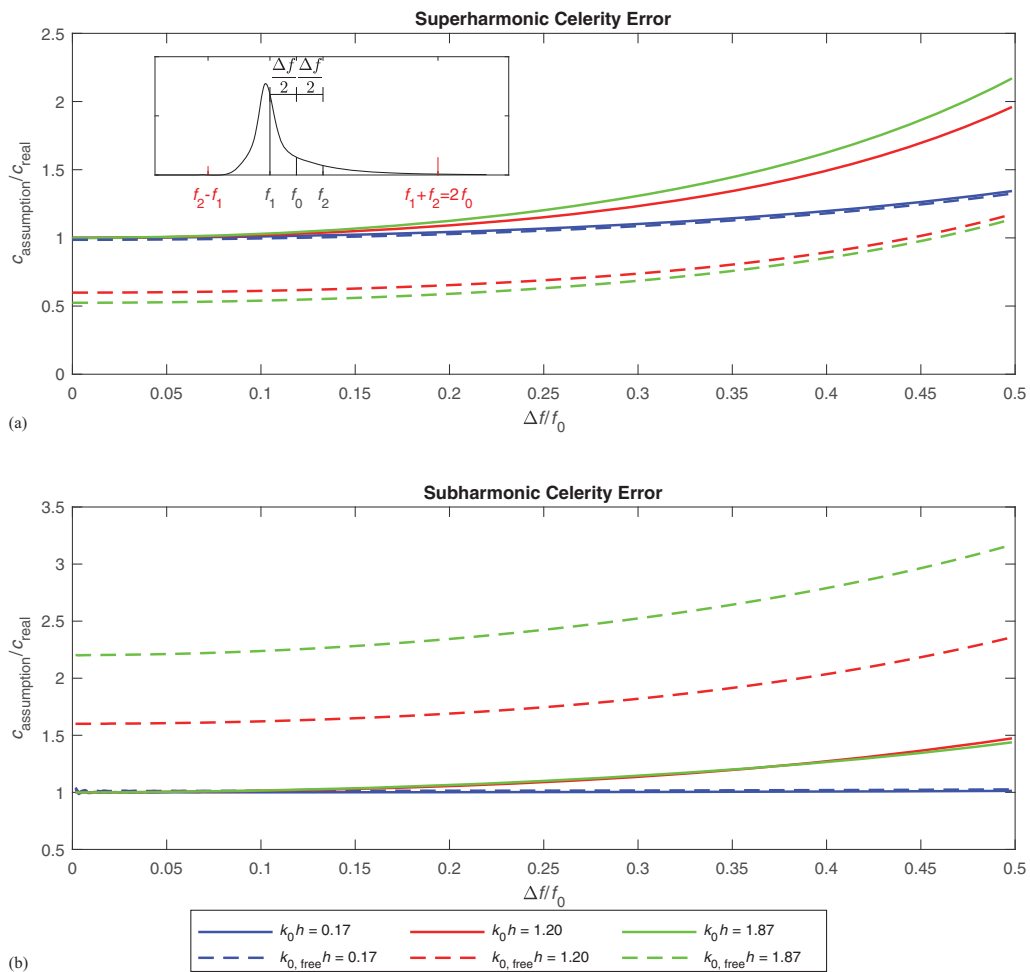 Superharmonic Celerity Error
2.5
2
1.5
1
0.5
0
c_assumption/c_real
Δf/2 Δf/2
f2-f1 f1 f0 f2 f1+f2=2f0
0 0.05 0.1 0.15 0.2 0.25 0.3 0.35 0.4 0.45 0.5
Δf/f0
(a)
Subharmonic Celerity Error
3.5
3
2.5
2
1.5
1
0.5
c_assumption/c_real
0 0.05 0.1 0.15 0.2 0.25 0.3 0.35 0.4 0.45 0.5
Δf/f0
k0h = 0.17 k0h = 1.20 k0h = 1.87
k0, free h = 0.17 k0, free h = 1.20 k0, free h = 1.87
(b)